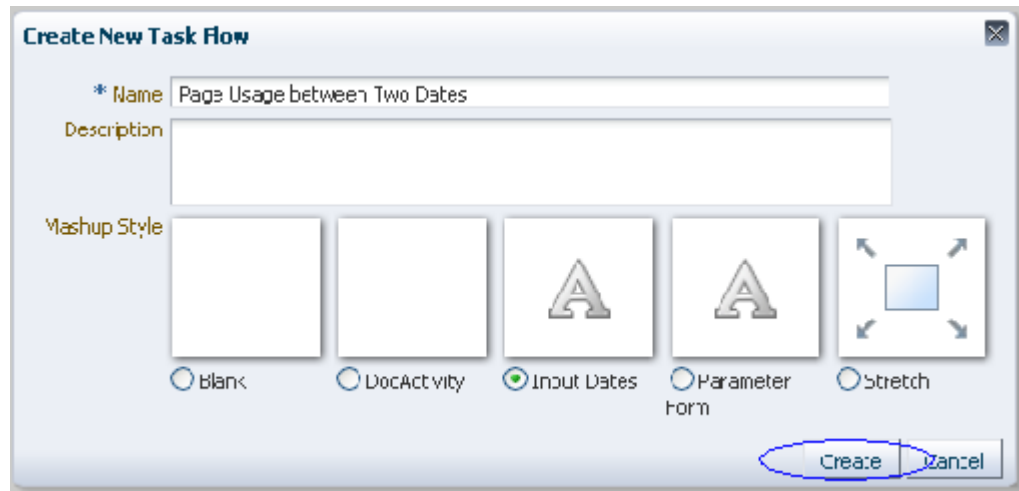 Create New Task Flow
* Name Page Usage between Two Dates
Description
Mashup Style
A A
Blank DocActivity Input Dates Parameter Form Stretch
Create Cancel